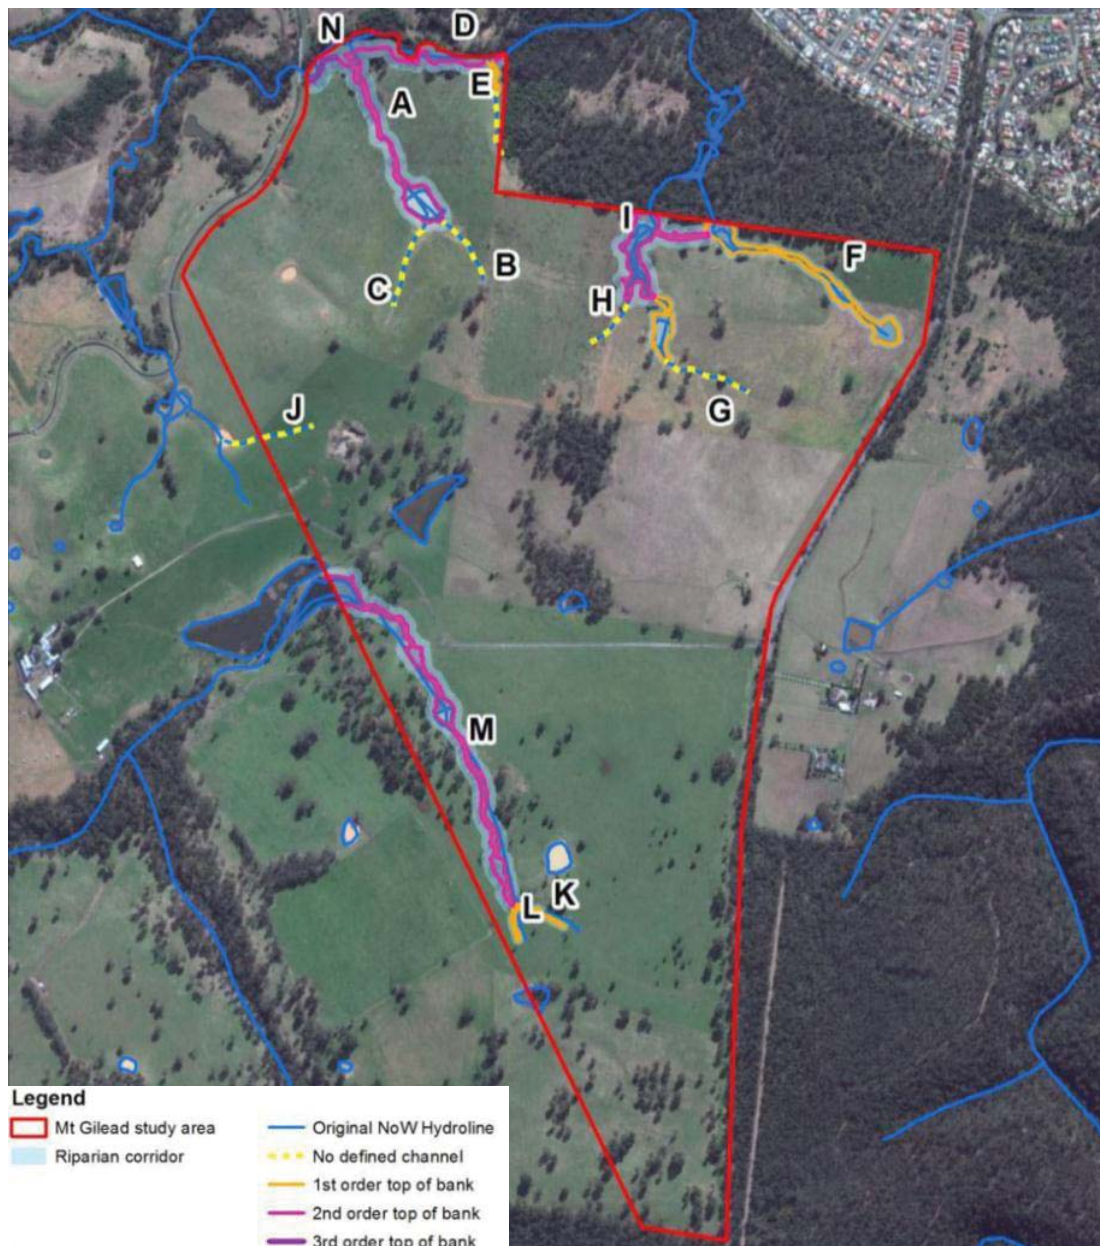 N
D
A
E
I
F
B
C
H
G
J
M
K
L
Legend
Mt Gilead study area
Riparian corridor
Original NoW Hydroline
No defined channel
1st order top of bank
2nd order top of bank
3rd order top of bank